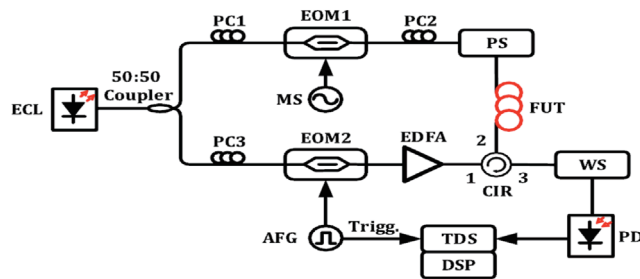 PC1
EOM1
PC2
PS
50:50
Coupler
ECL
MS
FUT
PC3
EOM2
EDFA
2
1
3
CIR
WS
AFG
Trigg.
TDS
DSP
PD